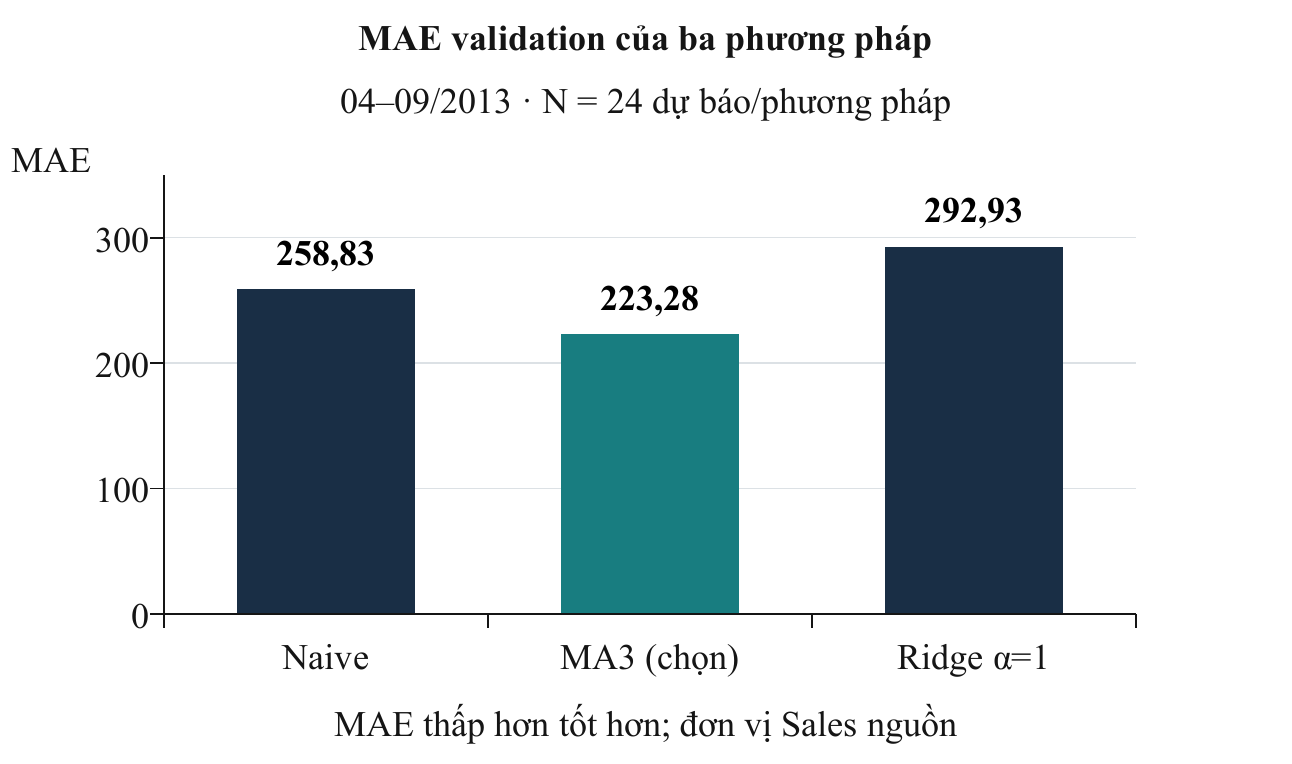 MAE validation của ba phương pháp
04–09/2013 · N = 24 dự báo/phương pháp
MAE
300
200
100
0
258,83
223,28
292,93
Naive
MA3 (chọn)
Ridge α=1
MAE thấp hơn tốt hơn; đơn vị Sales nguồn